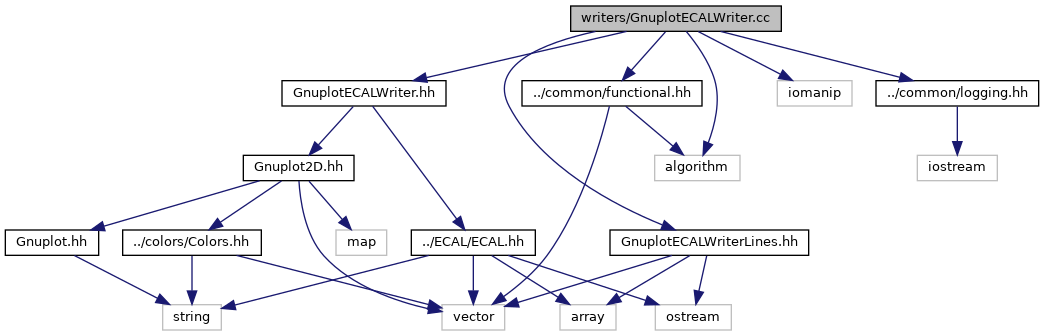 writers/GnuplotECALWriter.cc
GnuplotECALWriter.hh
../common/functional.hh
iomanip
../common/logging.hh
Gnuplot2D.hh
algorithm
iostream
Gnuplot.hh
../colors/Colors.hh
map
../ECAL/ECAL.hh
GnuplotECALWriterLines.hh
string
vector
array
ostream